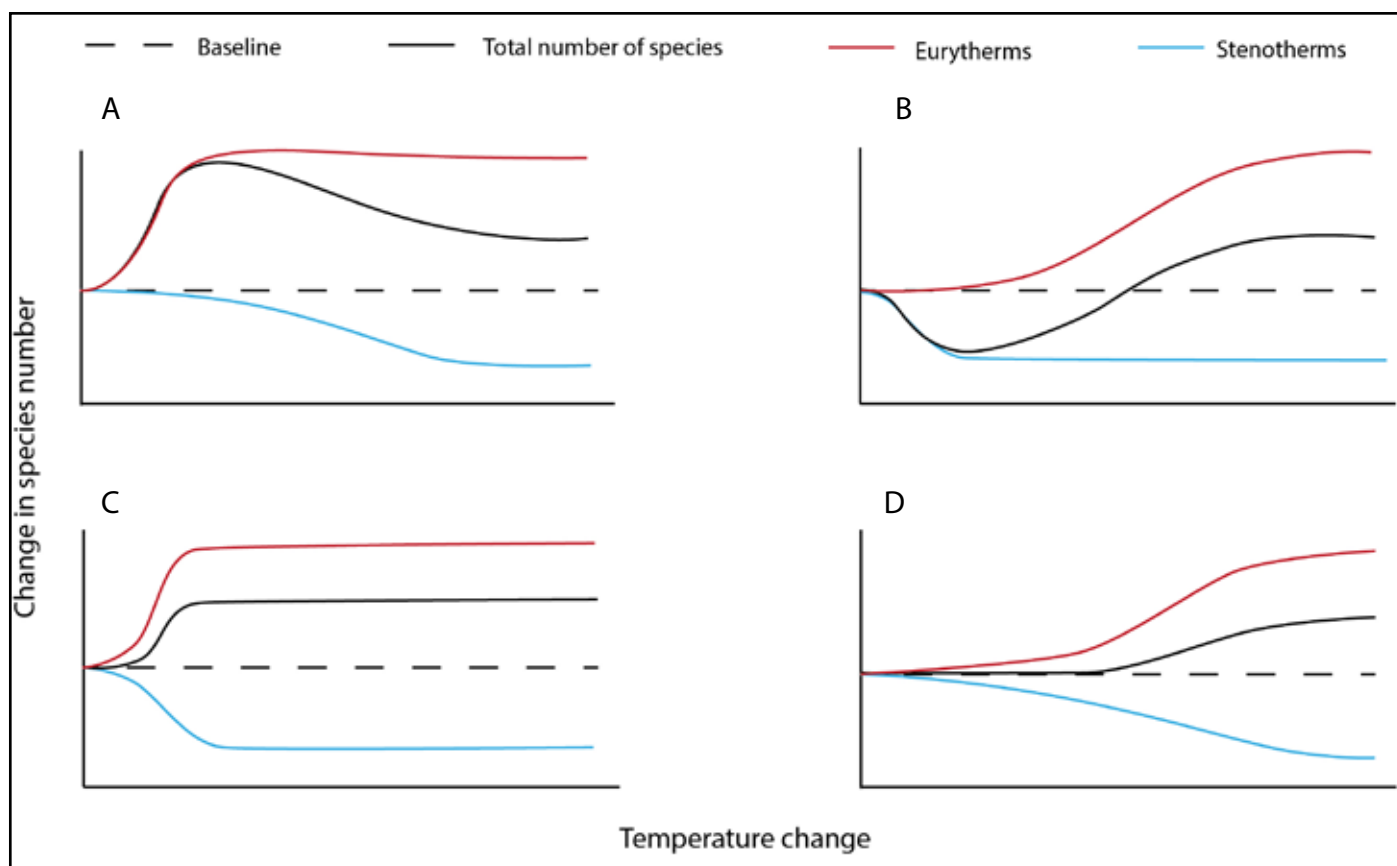 Baseline
Total number of species
Eurytherms
Stenotherms
A
B
C
D
Change in species number
Temperature change